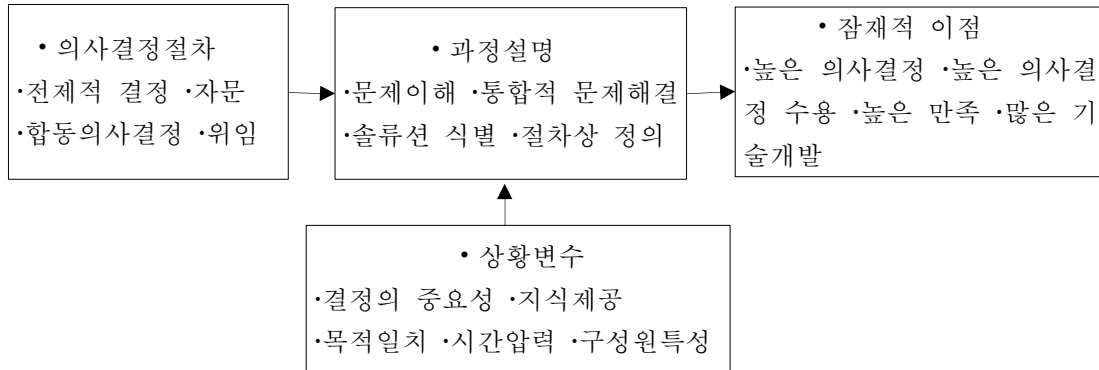 • 의사결정절차
·전제적 결정 ·자문
·합동의사결정 ·위임
• 과정설명
·문제이해 ·통합적 문제해결
·솔류션 식별 ·절차상 정의
• 잠재적 이점
·높은 의사결정 ·높은 의사결
정 수용 ·높은 만족 ·많은 기
술개발
• 상황변수
·결정의 중요성 ·지식제공
·목적일치 ·시간압력 ·구성원특성